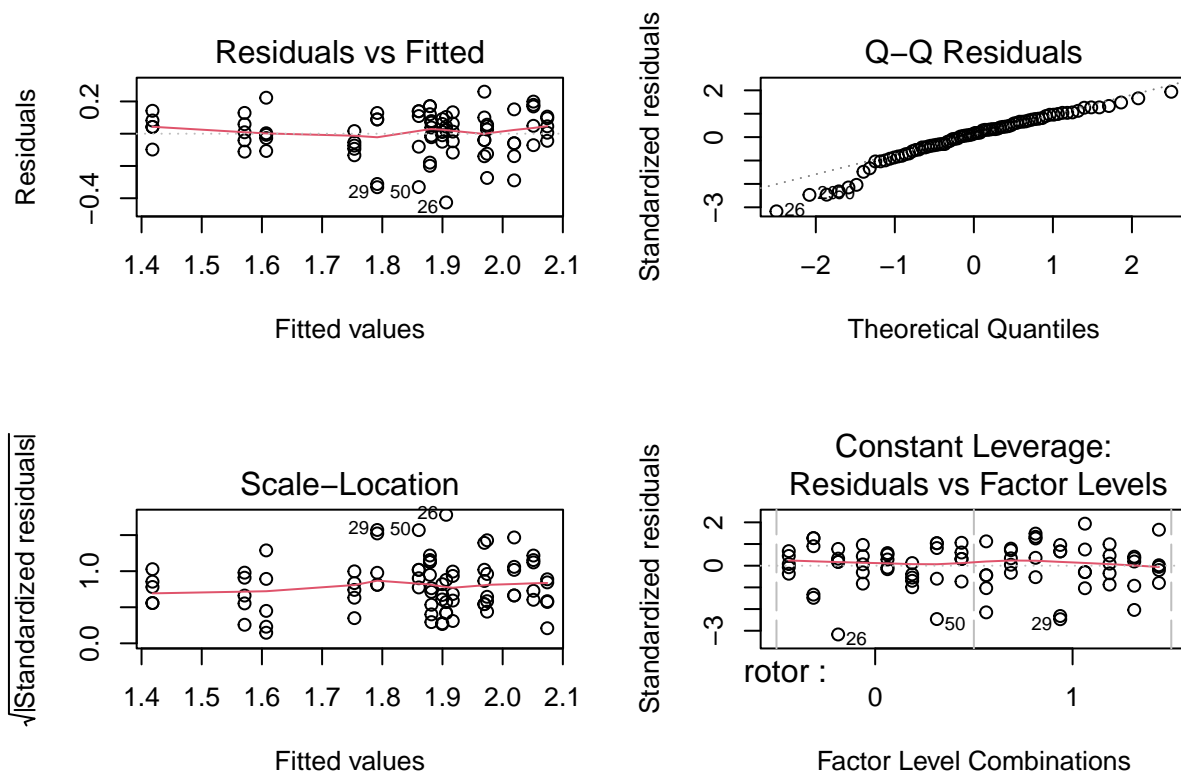 Residuals vs Fitted
Residuals
0.2
−0.4
29
50
26
1.4 1.5 1.6 1.7 1.8 1.9 2.0 2.1
Fitted values
Q−Q Residuals
Standardized residuals
2
0
−3
26
−2 −1 0 1 2
Theoretical Quantiles
Scale−Location
√|Standardized residuals|
1.0
0.0
29
50
26
1.4 1.5 1.6 1.7 1.8 1.9 2.0 2.1
Fitted values
Constant Leverage:
Residuals vs Factor Levels
Standardized residuals
2
0
−3
26
50
29
rotor :
0 1
Factor Level Combinations